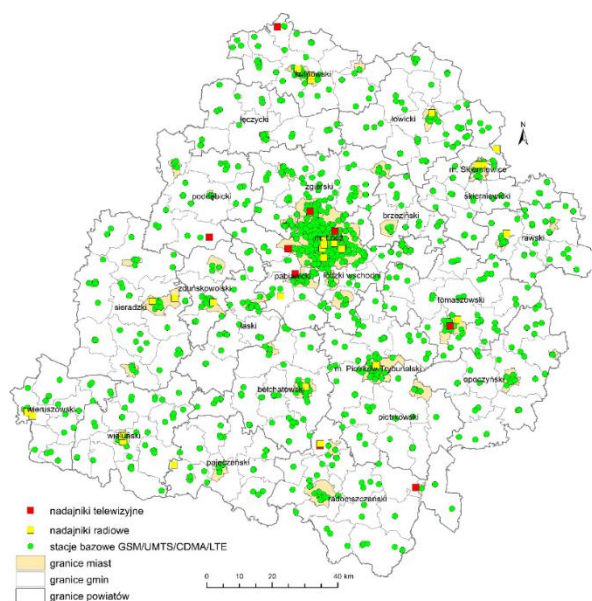 kutnowski
łęczycki
łowicki
N
m. Skierniewice
zgierski
skierniewicki
poddębicki
brzeziński
rawski
m. Łódź
pabianicki
łódzki wschodni
zduńskowolski
sieradzki
tomaszowski
łaski
m. Piotrków Trybunalski
bełchatowski
opoczyński
wieruszowski
piotrkowski
wieluński
pajęczański
radomszczański
nadajniki telewizyjne
nadajniki radiowe
stacje bazowe GSM/UMTS/CDMA/LTE
granice miast
granice gmin
granice powiatów
0 10 20 40 km